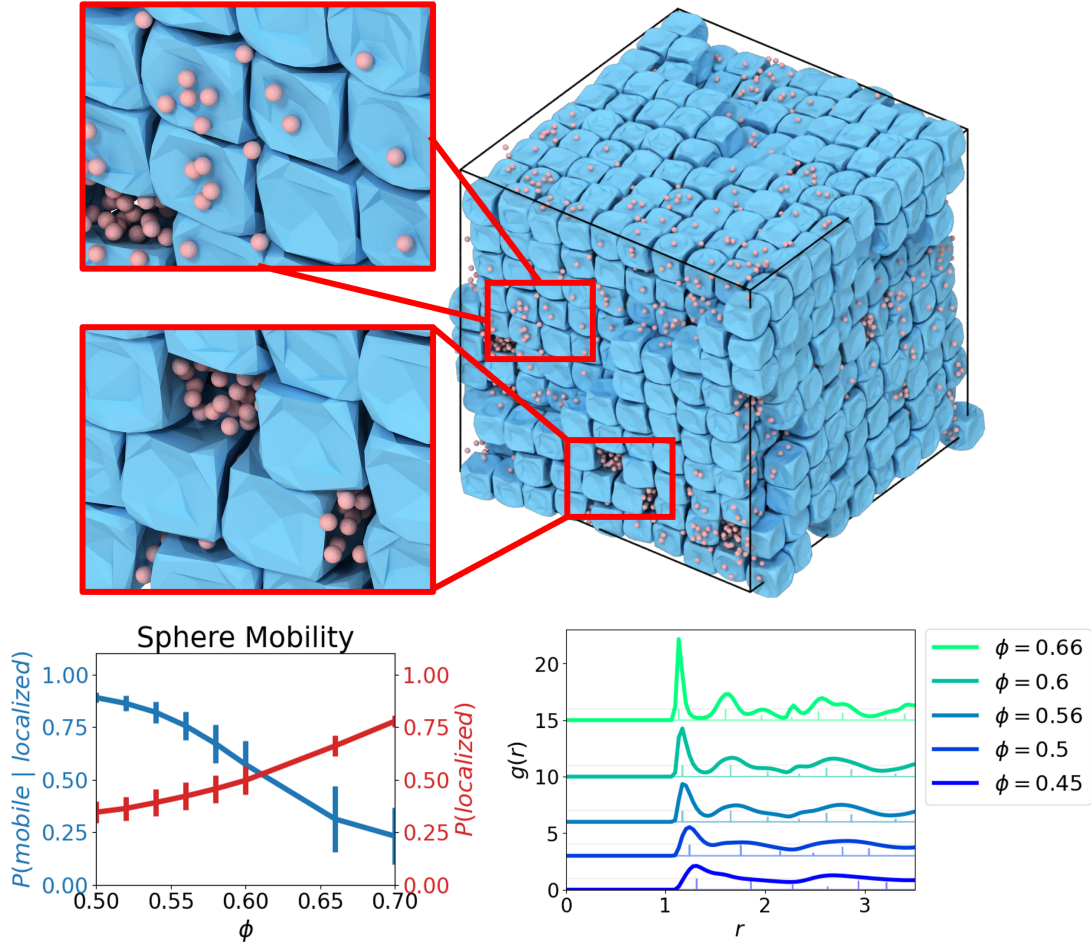 Sphere Mobility
P(mobile | localized)
1.00
0.75
0.50
0.25
0.00
1.00
0.75
0.50
0.25
0.00
P(localized)
0.50 0.55 0.60 0.65 0.70
ϕ
g(r)
20
15
10
5
0
0 1 2 3
r
ϕ = 0.66
ϕ = 0.6
ϕ = 0.56
ϕ = 0.5
ϕ = 0.45